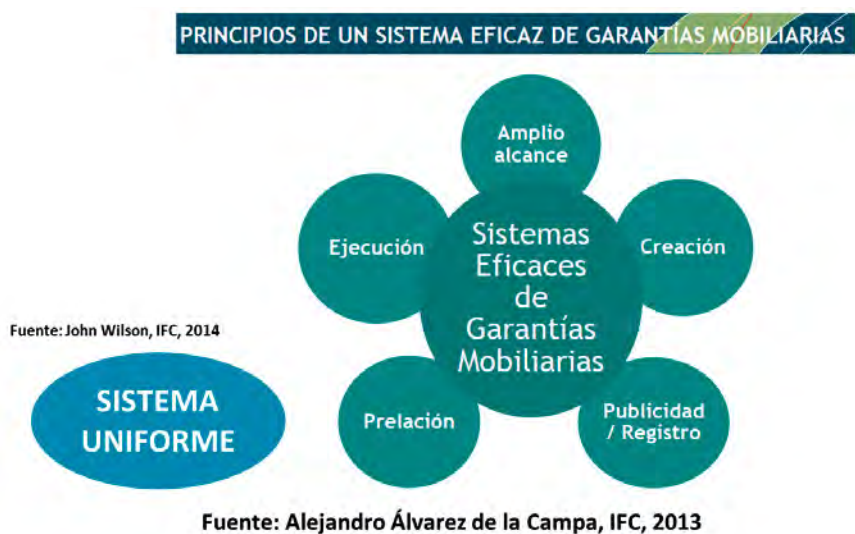 PRINCIPIOS DE UN SISTEMA EFICAZ DE GARANTÍAS MOBILIARIAS
Amplio
alcance
Ejecución
Sistemas
Eficaces
de
Garantías
Mobiliarias
Creación
Fuente: John Wilson, IFC, 2014
SISTEMA
UNIFORME
Prelación
Publicidad
/ Registro
Fuente: Alejandro Álvarez de la Campa, IFC, 2013